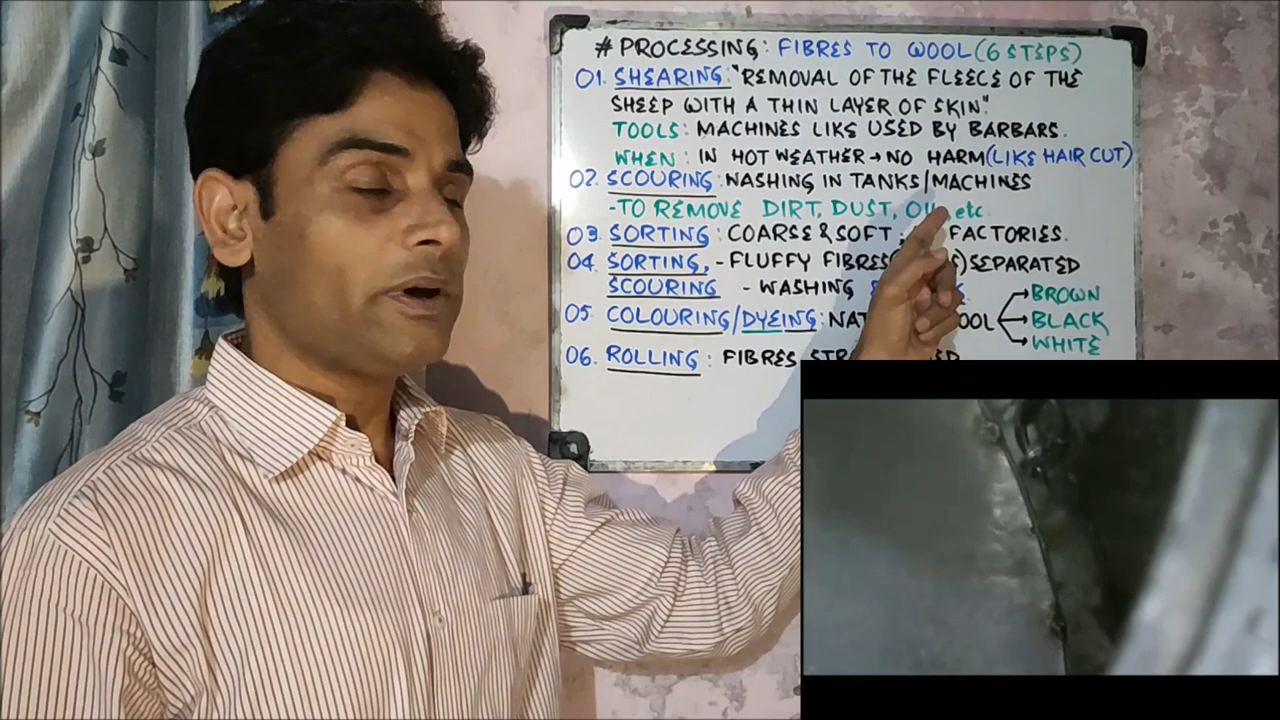 # PROCESSING: FIBRES TO WOOL (6 STEPS)
01. SHEARING: "REMOVAL OF THE FLEECE OF THE
SHEEP WITH A THIN LAYER OF SKIN".
TOOLS: MACHINES LIKE USED BY BARBARS.
WHEN: IN HOT WEATHER → NO HARM (LIKE HAIR CUT)
02. SCOURING: WASHING IN TANKS/MACHINES
- TO REMOVE DIRT, DUST, OIL, etc.
03. SORTING: COARSE & SOFT: FACTORIES.
04. SORTING, - FLUFFY FIBRES SEPARATED
SCOURING - WASHING
05. COLOURING/DYEING: WOOL → BROWN
→ BLACK
→ WHITE
06. ROLLING: FIBRES